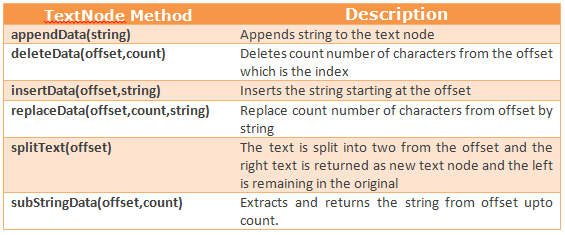 TextNode Method Description
appendData(string) Appends string to the text node
deleteData(offset,count) Deletes count number of characters from the offset
which is the index
insertData(offset,string) Inserts the string starting at the offset
replaceData(offset,count,string) Replace count number of characters from offset by
string
splitText(offset) The text is split into two from the offset and the
right text is returned as new text node and the left
is remaining in the original
subStringData(offset,count) Extracts and returns the string from offset upto
count.